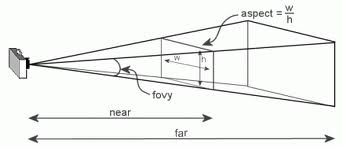 aspect = w/h
w
h
fovy
near
far